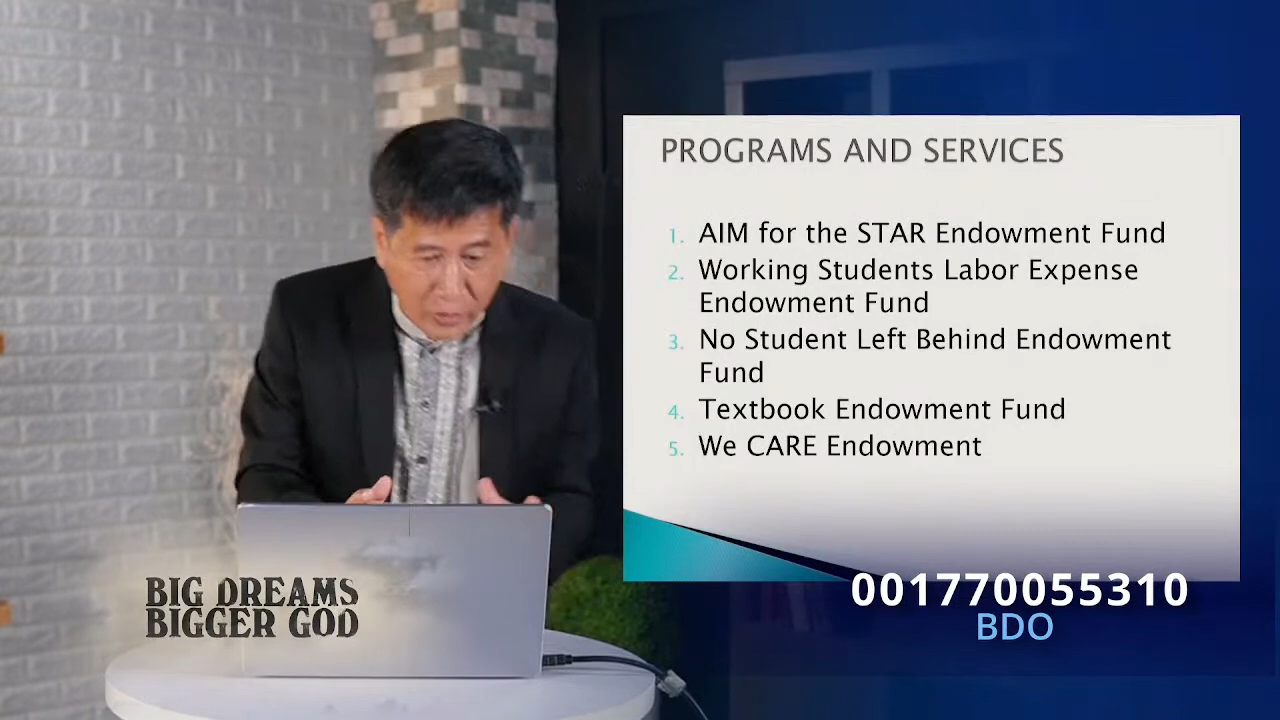 PROGRAMS AND SERVICES
1. AIM for the STAR Endowment Fund
2. Working Students Labor Expense
Endowment Fund
3. No Student Left Behind Endowment
Fund
4. Textbook Endowment Fund
5. We CARE Endowment
001770055310
BDO
BIG DREAMS
BIGGER GOD